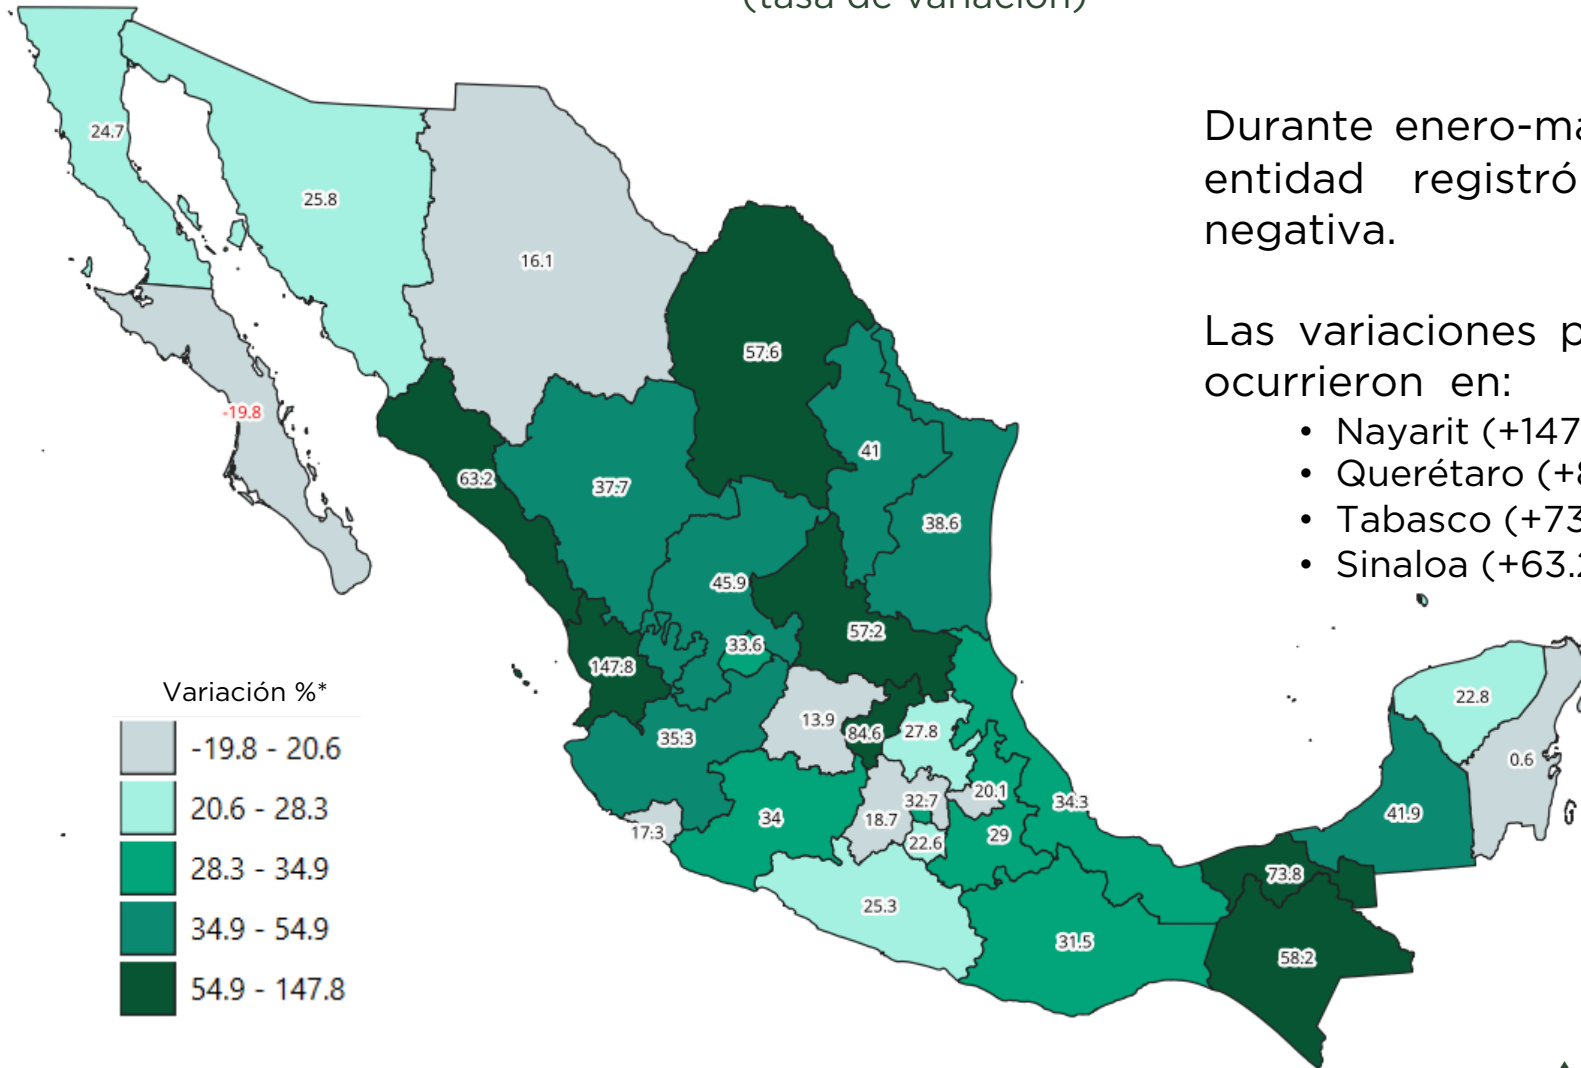 (tasa de variación)
Durante enero-ma
entidad registró
negativa.
Las variaciones p
ocurrieron en:
• Nayarit (+147
• Querétaro (+8
• Tabasco (+73
• Sinaloa (+63.2
24.7
25.8
16.1
57.6
-19.8
41
63.2
37.7
38.6
45.9
57.2
33.6
147.8
22.8
13.9
84.6
27.8
35.3
0.6
20.1
32.7
34.3
41.9
34
18.7
17.3
29
22.6
73.8
25.3
31.5
58.2
Variación %*
-19.8 - 20.6
20.6 - 28.3
28.3 - 34.9
34.9 - 54.9
54.9 - 147.8